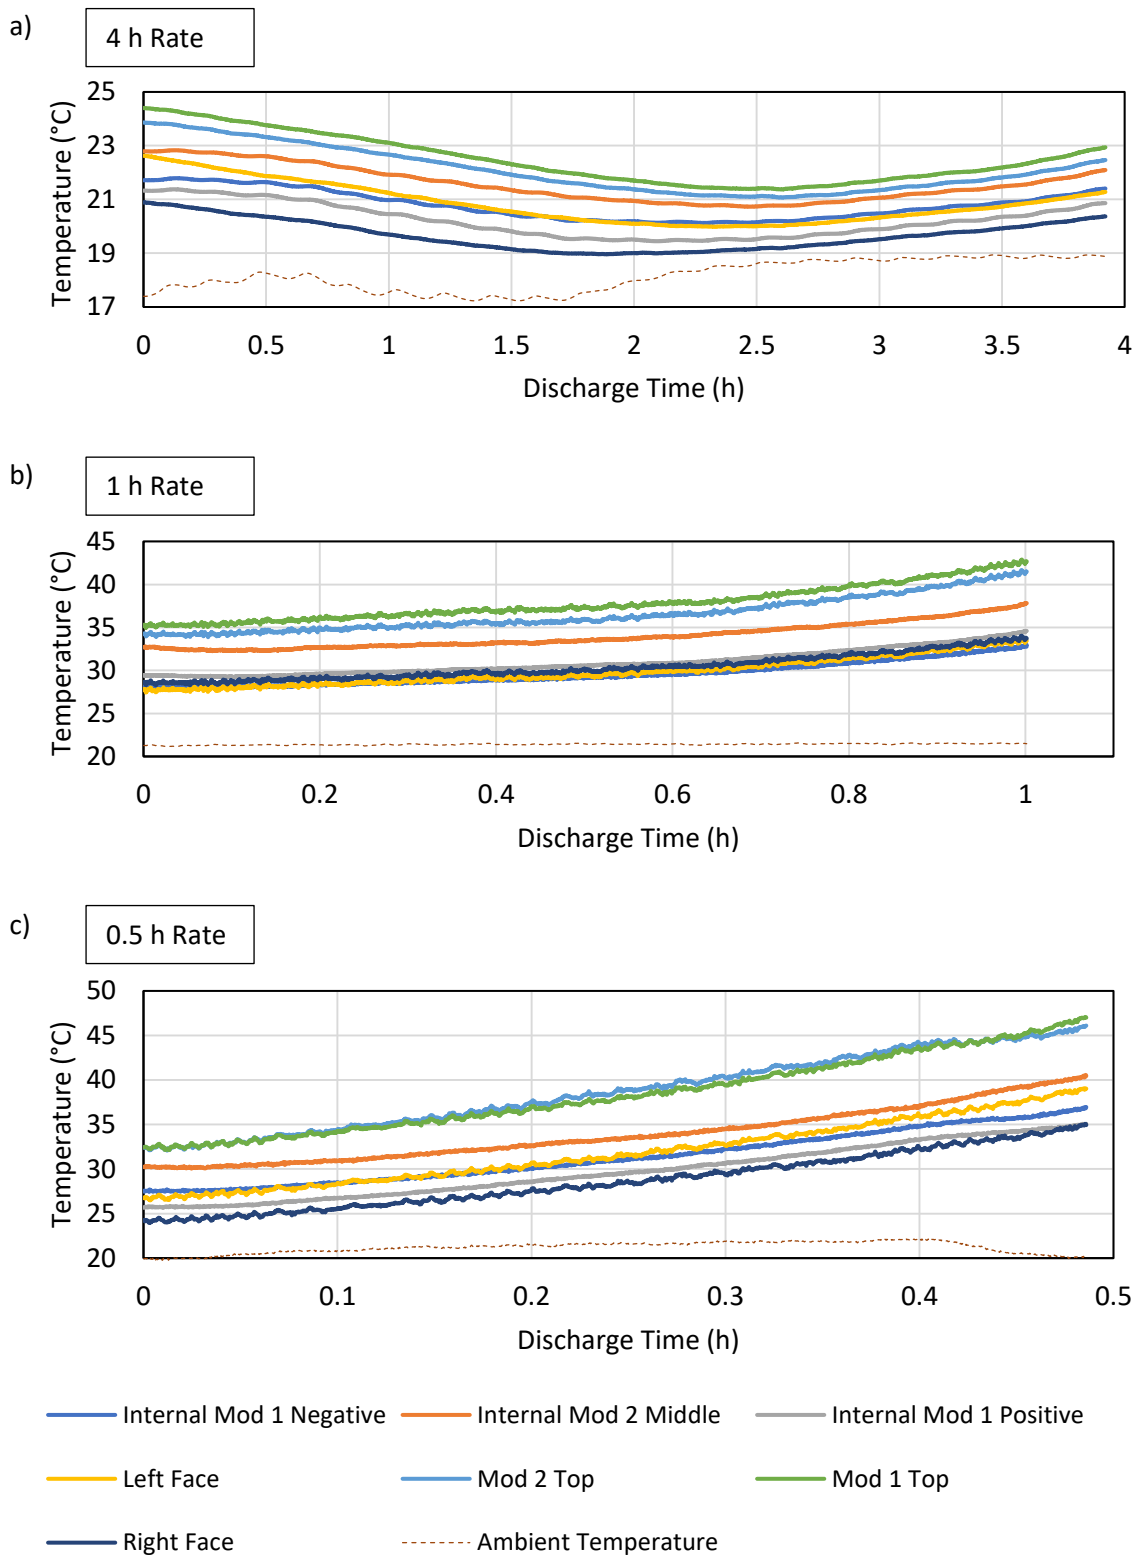 a)
4 h Rate
Temperature (°C)
25
23
21
19
17
0 0.5 1 1.5 2 2.5 3 3.5 4
Discharge Time (h)
b)
1 h Rate
Temperature (°C)
45
40
35
30
25
20
0 0.2 0.4 0.6 0.8 1
Discharge Time (h)
c)
0.5 h Rate
Temperature (°C)
50
45
40
35
30
25
20
0 0.1 0.2 0.3 0.4 0.5
Discharge Time (h)
Internal Mod 1 Negative Internal Mod 2 Middle Internal Mod 1 Positive
Left Face Mod 2 Top Mod 1 Top
Right Face Ambient Temperature